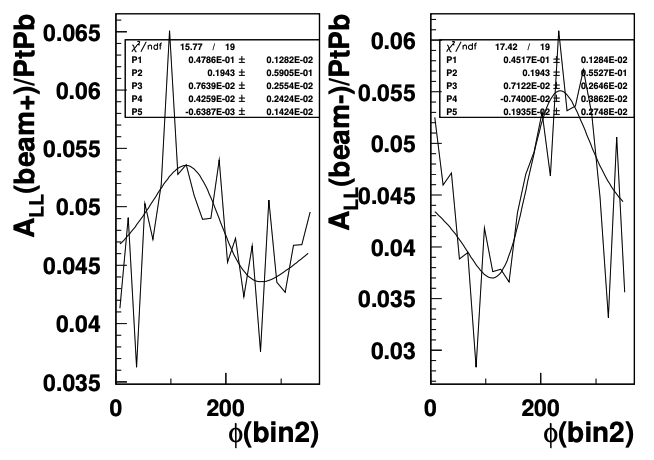 A_LL(beam+)/PtPb
χ²/ndf 15.77 / 19
P1 0.4786E-01 ± 0.1282E-02
P2 0.1943 ± 0.5905E-01
P3 0.7639E-02 ± 0.2554E-02
P4 0.4259E-02 ± 0.2424E-02
P5 -0.6387E-03 ± 0.1424E-02
0.065
0.06
0.055
0.05
0.045
0.04
0.035
0 200
ϕ(bin2)
A_LL(beam-)/PtPb
χ²/ndf 17.42 / 19
P1 0.4517E-01 ± 0.1284E-02
P2 0.1943 ± 0.5527E-01
P3 0.7122E-02 ± 0.2646E-02
P4 -0.7400E-02 ± 0.3862E-02
P5 0.1935E-02 ± 0.2748E-02
0.06
0.055
0.05
0.045
0.04
0.035
0.03
0 200
ϕ(bin2)